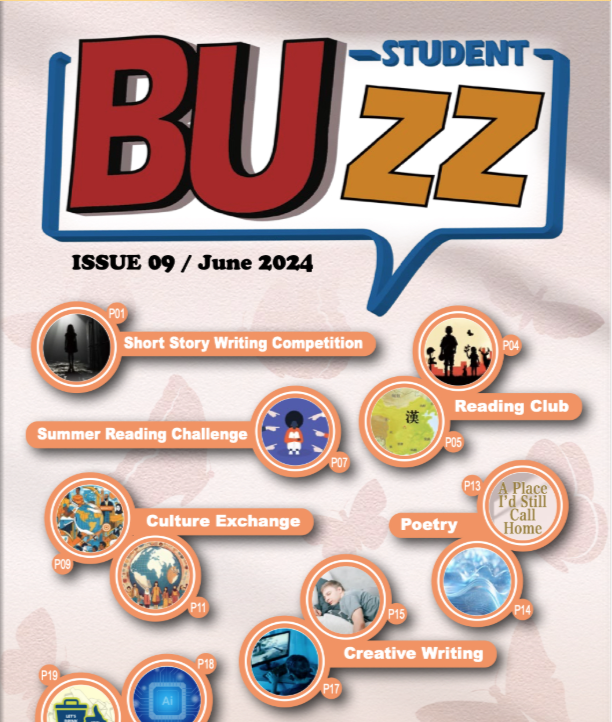 STUDENT
BUZZ
ISSUE 09 / June 2024
P01
Short Story Writing Competition
P04
Reading Club
漢
P05
Summer Reading Challenge
P07
Culture Exchange
P09
P11
P13
A Place
I'd Still
Call
Home
Poetry
P14
P15
Creative Writing
P17
P18
Ai
P19
LET'S